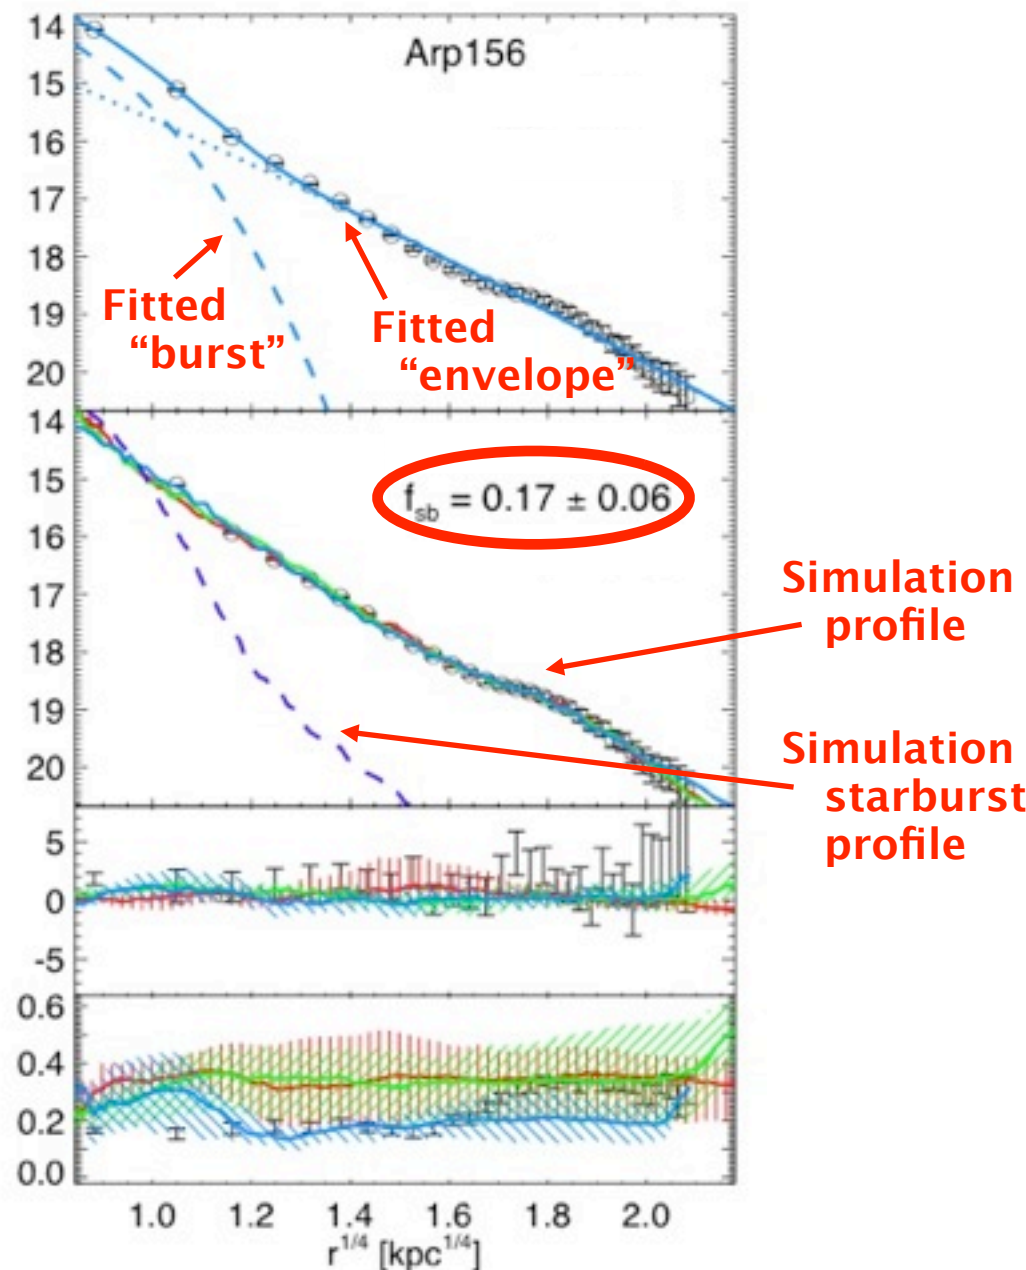 Arp156
14
15
16
17
18
19
20
Fitted
“burst”
Fitted
“envelope”
14
15
16
17
18
19
20
f_sb = 0.17 ± 0.06
Simulation
profile
Simulation
starburst
profile
5
0
-5
0.6
0.4
0.2
0.0
1.0 1.2 1.4 1.6 1.8 2.0
r^1/4 [kpc^1/4]